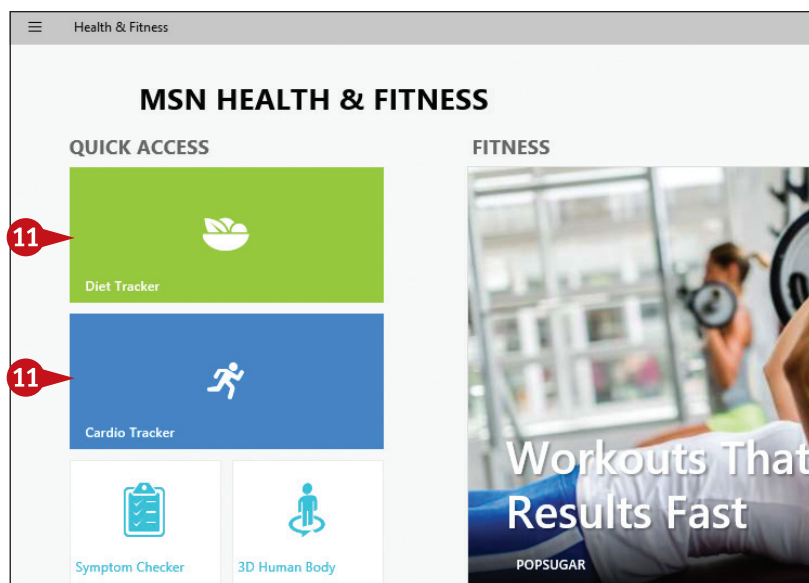 Health & Fitness
MSN HEALTH & FITNESS
QUICK ACCESS
11
Diet Tracker
11
Cardio Tracker
Symptom Checker
3D Human Body
FITNESS
Workouts That
Results Fast
POPSUGAR